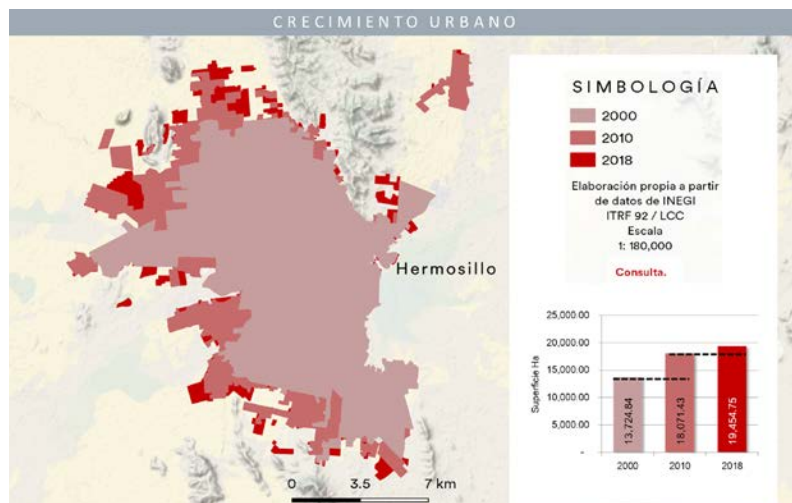 CRECIMIENTO URBANO
SIMBOLOGÍA
2000
2010
2018
Elaboración propia a partir
de datos de INEGI
ITRF 92 / LCC
Escala
1: 180,000
Consulta.
Hermosillo
0 3.5 7 km
Superficie Ha
25,000.00
20,000.00
15,000.00
10,000.00
5,000.00
-
13,724.84
18,071.43
19,454.75
2000 2010 2018